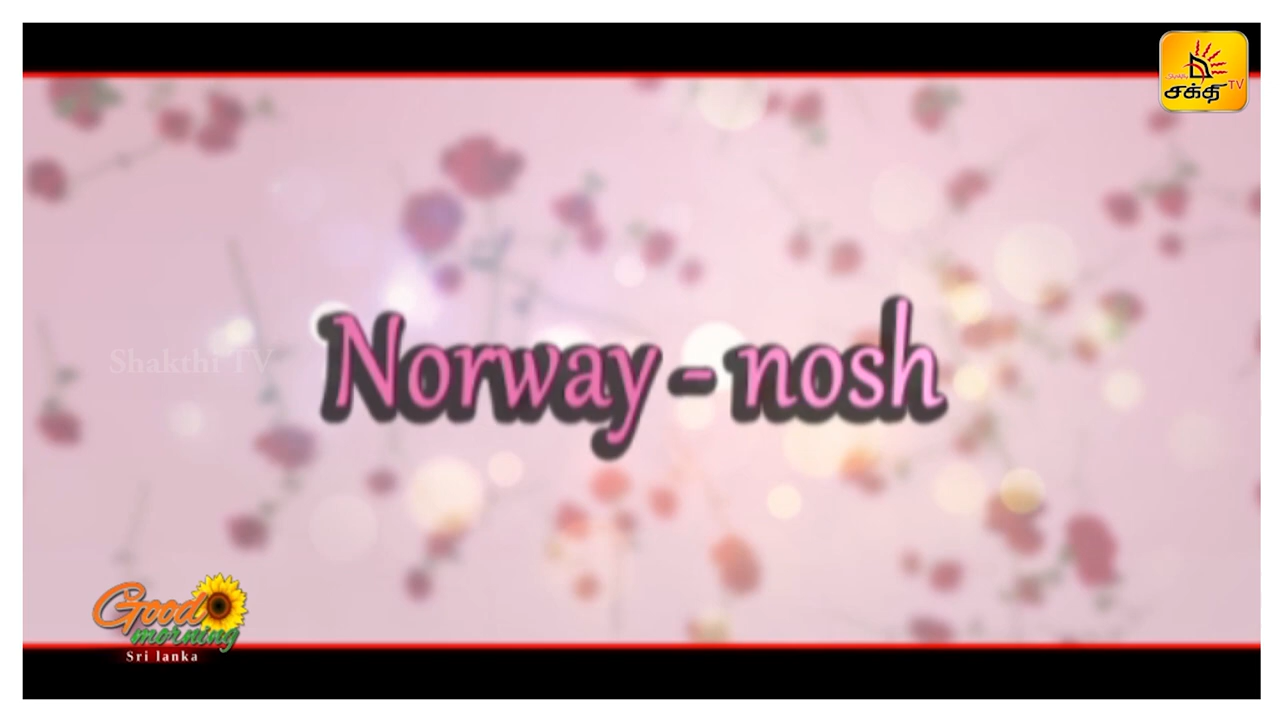 சக்தி TV
Norway - nosh
Shakthi TV
Good
morning
Sri lanka